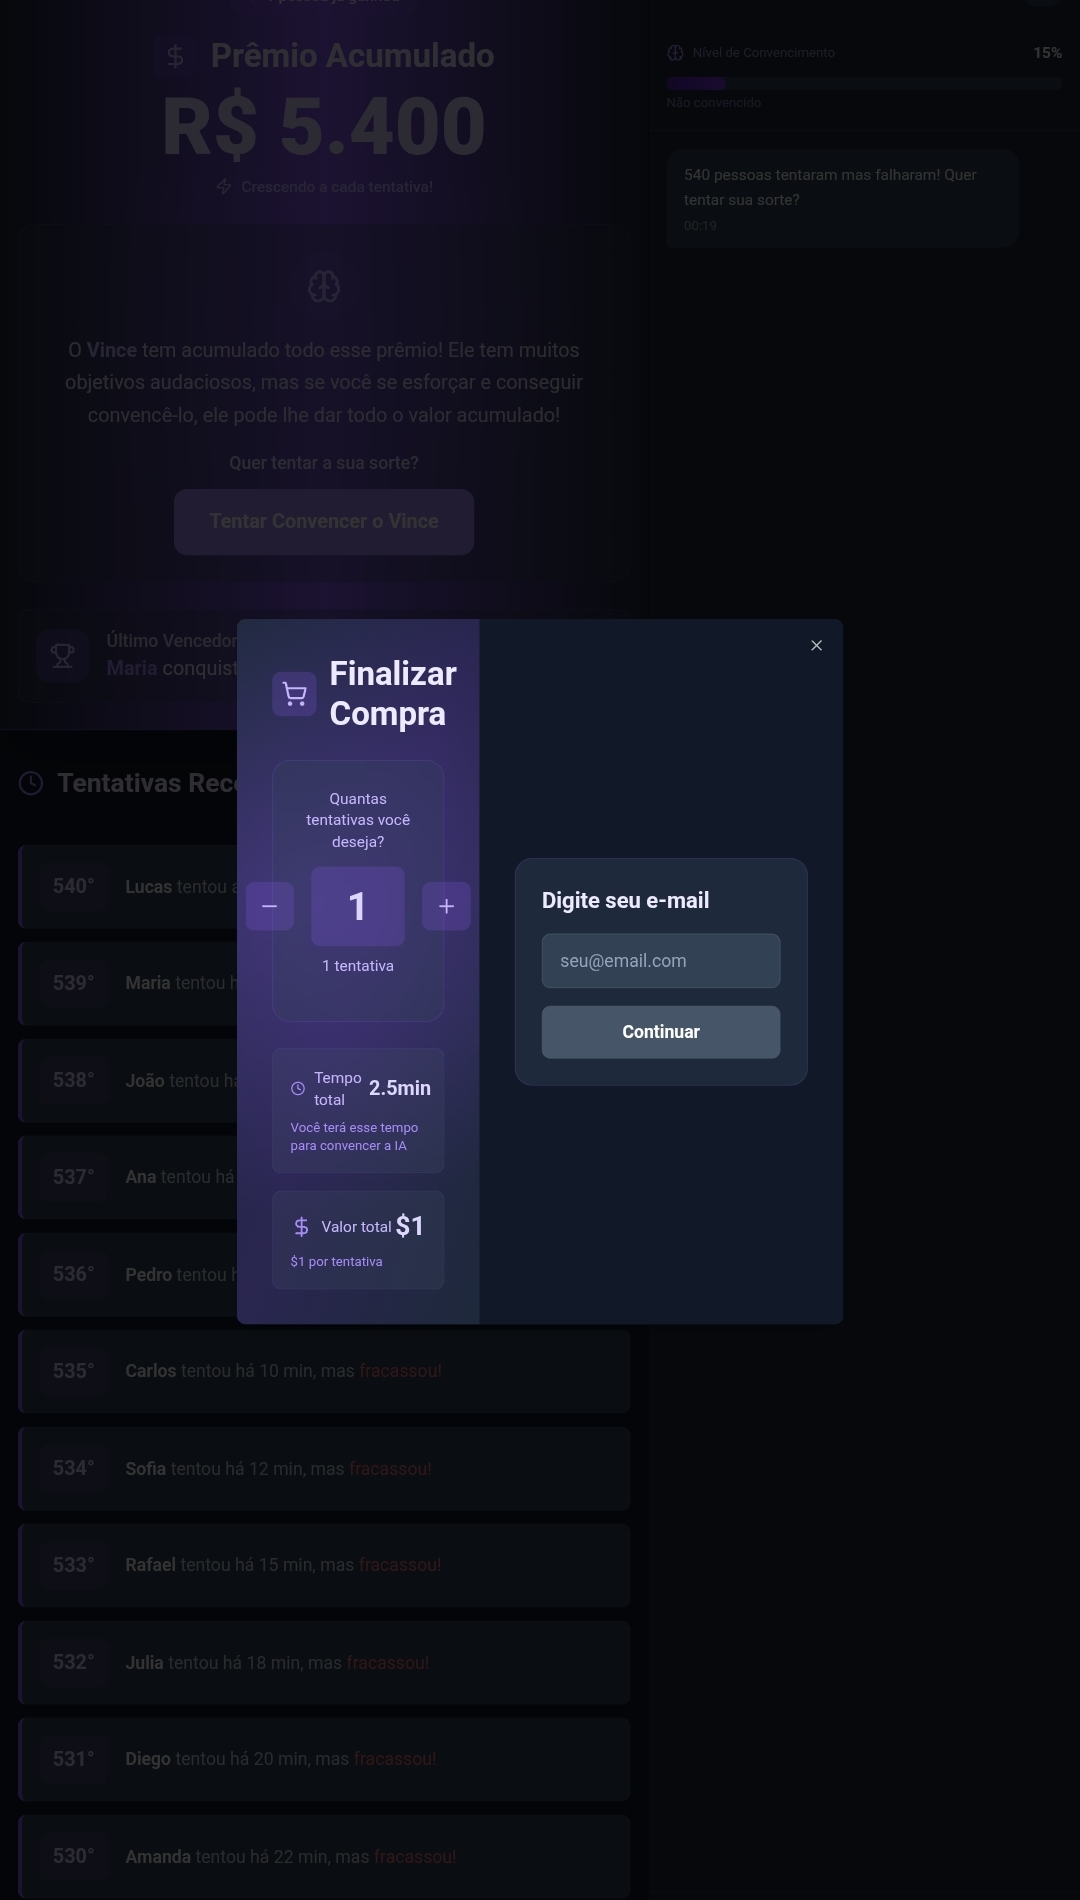 Prêmio Acumulado
R$ 5.400
Crescendo a cada tentativa!
O Vince tem acumulado todo esse prêmio! Ele tem muitos
objetivos audaciosos, mas se você se esforçar e conseguir
convencê-lo, ele pode lhe dar todo o valor acumulado!
Quer tentar a sua sorte?
Tentar Convencer o Vince
Último Vencedor
Maria
Nível de Convencimento
15%
Não convencido
540 pessoas tentaram mas falharam! Quer
tentar sua sorte?
00:19
Finalizar
Compra
Quantas
tentativas você
deseja?
1
1 tentativa
Tempo
total
2.5min
Você terá esse tempo
para convencer a IA
Valor total $1
$1 por tentativa
Digite seu e-mail
seu@email.com
Continuar
Tentativas
540° Lucas tentou
539° Maria tentou
538° João tentou
537° Ana tentou há
536° Pedro tentou
535° Carlos tentou há 10 min, mas fracassou!
534° Sofia tentou há 12 min, mas fracassou!
533° Rafael tentou há 15 min, mas fracassou!
532° Julia tentou há 18 min, mas fracassou!
531° Diego tentou há 20 min, mas fracassou!
530° Amanda tentou há 22 min, mas fracassou!